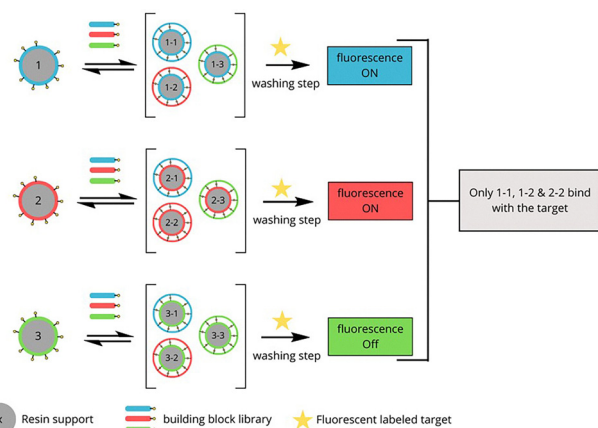 1
1-1
1-3
1-2
washing step
fluorescence
ON
2
2-1
2-3
2-2
washing step
fluorescence
ON
Only 1-1, 1-2 & 2-2 bind
with the target
3
3-1
3-3
3-2
washing step
fluorescence
Off
x Resin support
building block library
Fluorescent labeled target